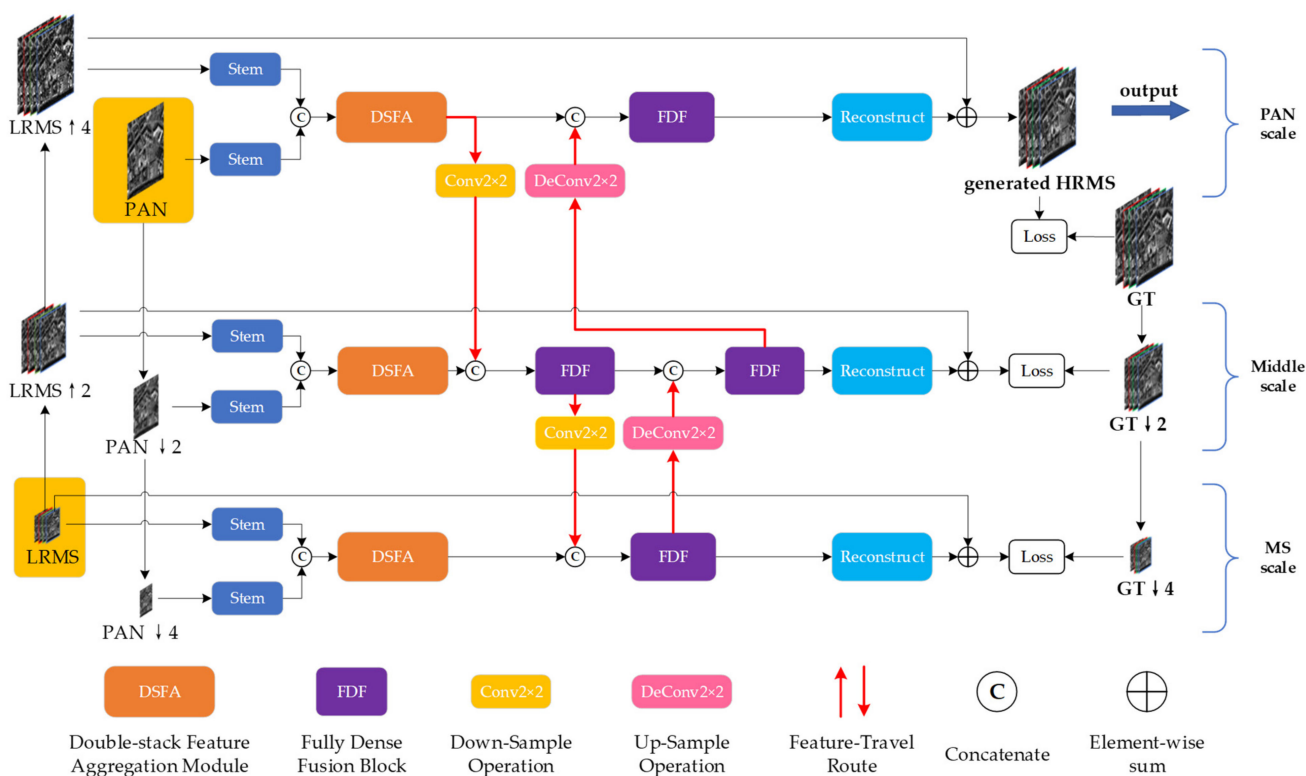 LRMS ↑ 4
PAN
Stem
Stem
C
DSFA
C
FDF
Reconstruct
generated HRMS
output
PAN
scale
Conv2×2
DeConv2×2
Loss
GT
LRMS ↑ 2
PAN ↓ 2
Stem
Stem
C
DSFA
C
FDF
C
FDF
Reconstruct
Loss
GT ↓ 2
Middle
scale
Conv2×2
DeConv2×2
LRMS
PAN ↓ 4
Stem
Stem
C
DSFA
C
FDF
Reconstruct
Loss
GT ↓ 4
MS
scale
DSFA
FDF
Conv2×2
DeConv2×2
C
Double-stack Feature
Aggregation Module
Fully Dense
Fusion Block
Down-Sample
Operation
Up-Sample
Operation
Feature-Travel
Route
Concatenate
Element-wise
sum